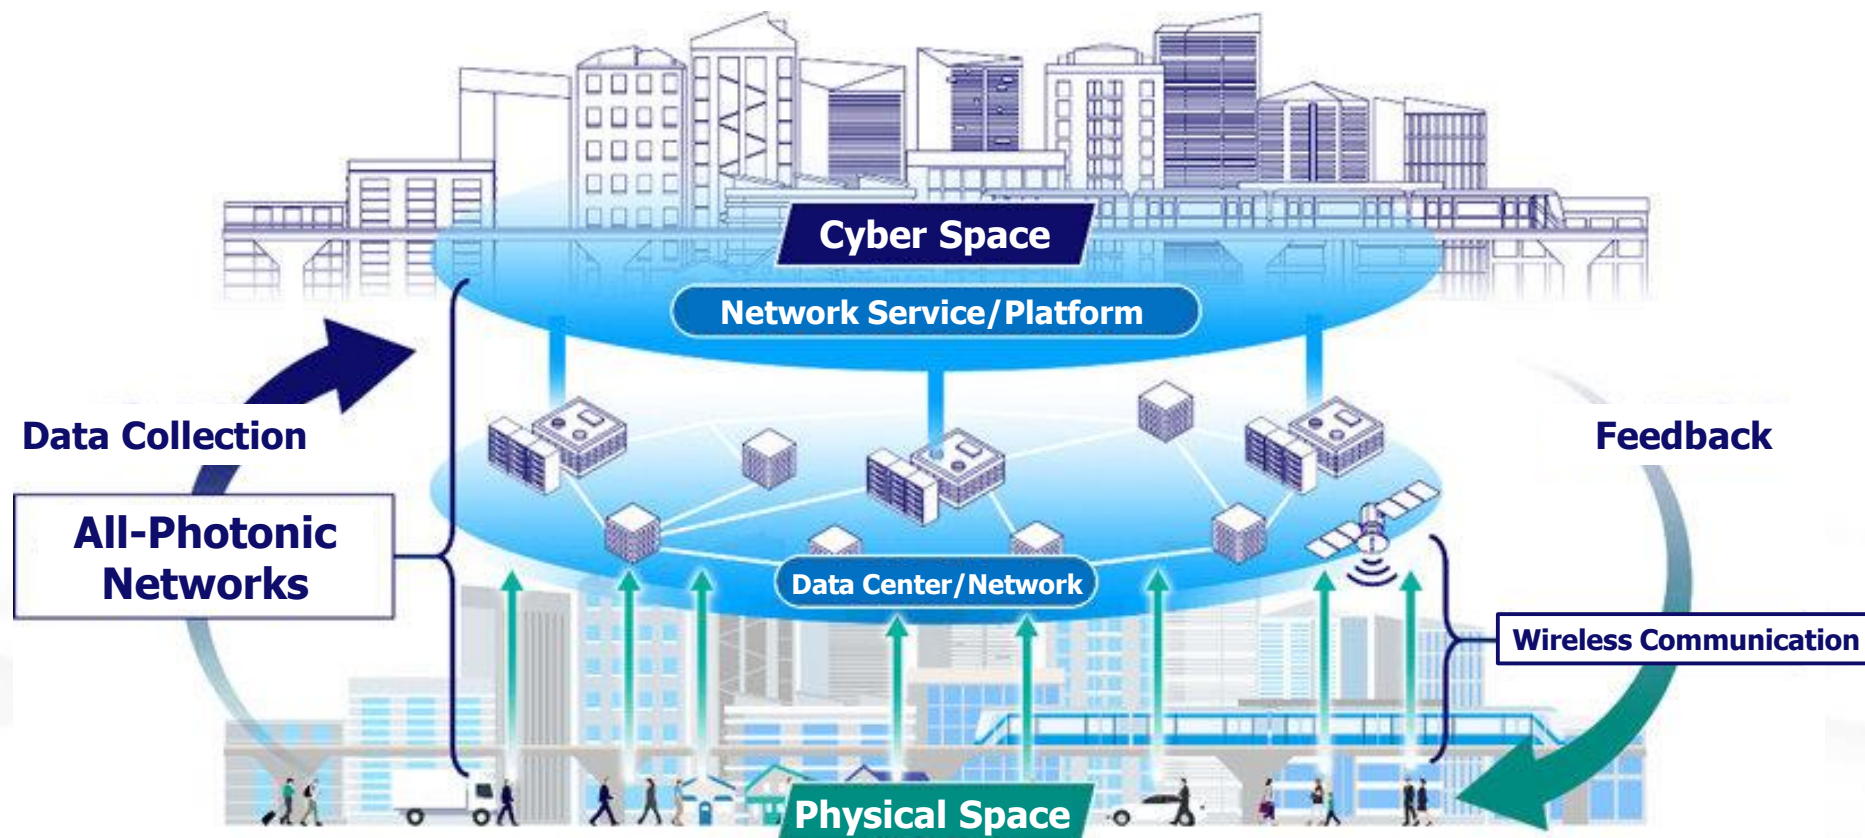 Cyber Space
Network Service/Platform
Data Collection
Feedback
All-Photonic
Networks
Data Center/Network
Wireless Communication
Physical Space